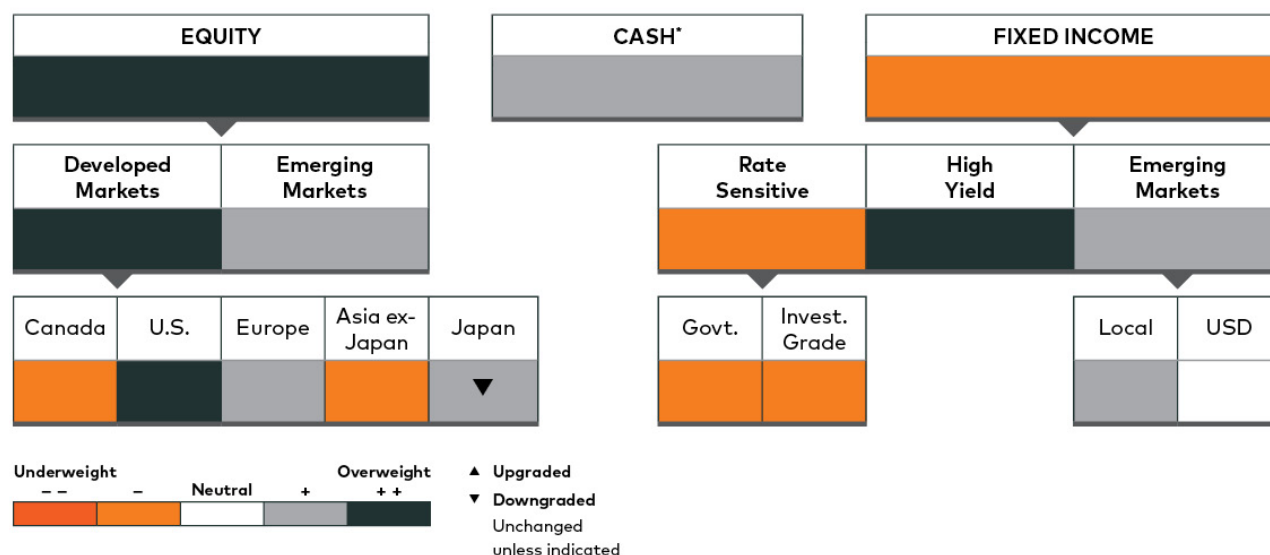 EQUITY
CASH*
FIXED INCOME
Developed
Markets
Emerging
Markets
Rate
Sensitive
High
Yield
Emerging
Markets
Canada
U.S.
Europe
Asia ex-
Japan
Japan
Govt.
Invest.
Grade
Local
USD
Underweight
Overweight
– –
–
Neutral
+
+ +
▲ Upgraded
▼ Downgraded
Unchanged
unless indicated